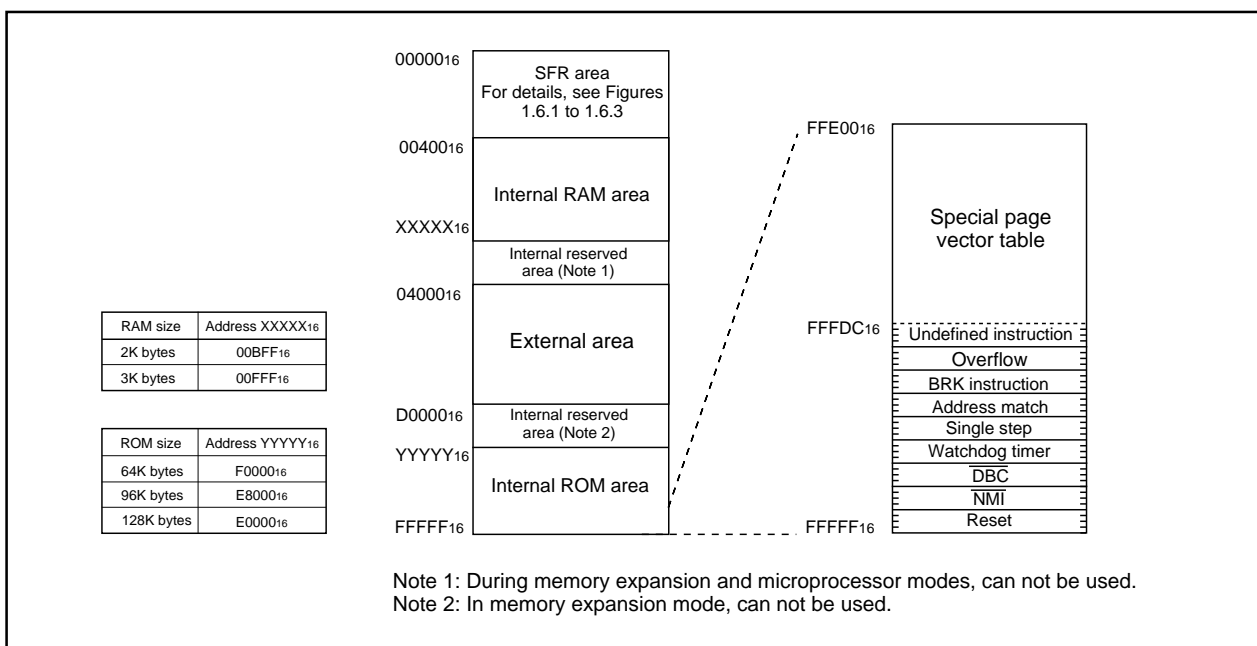 0000016
SFR area
For details, see Figures
1.6.1 to 1.6.3
0040016
Internal RAM area
XXXXX16
Internal reserved
area (Note 1)
0400016
External area
D000016
Internal reserved
area (Note 2)
YYYYY16
Internal ROM area
FFFFF16
RAM size Address XXXXX16
2K bytes 00BFF16
3K bytes 00FFF16
ROM size Address YYYYY16
64K bytes F000016
96K bytes E800016
128K bytes E000016
FFE0016
Special page
vector table
FFFDC16
Undefined instruction
Overflow
BRK instruction
Address match
Single step
Watchdog timer
DBC
NMI
FFFFF16
Reset
Note 1: During memory expansion and microprocessor modes, can not be used.
Note 2: In memory expansion mode, can not be used.